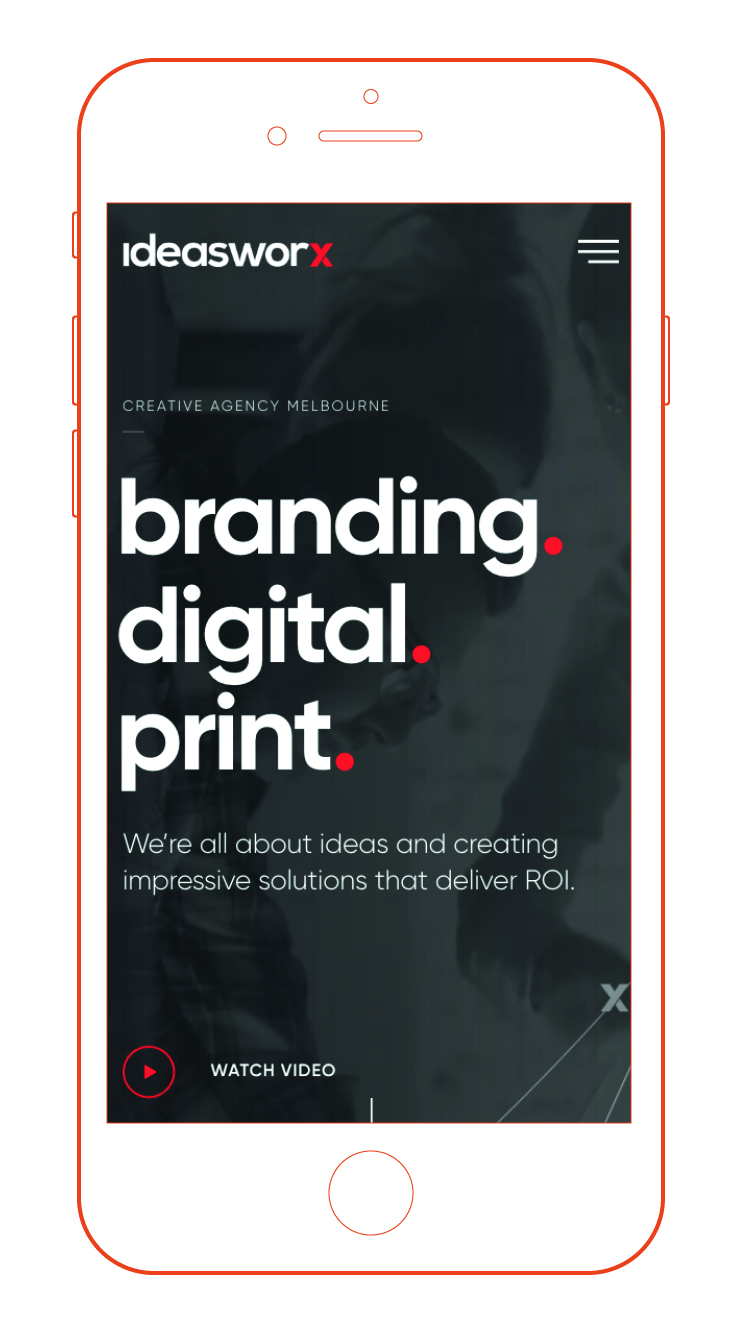 ideasworx
CREATIVE AGENCY MELBOURNE
branding.
digital.
print.
We’re all about ideas and creating
impressive solutions that deliver ROI.
x
WATCH VIDEO